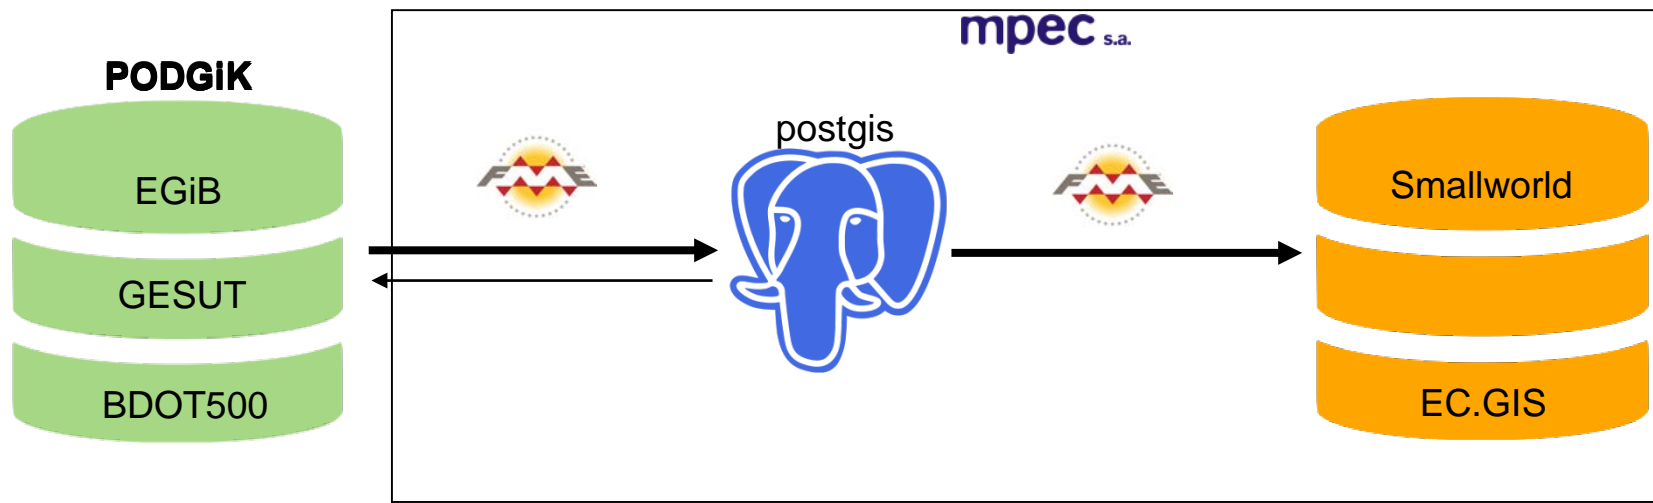 mpec s.a.
PODGiK
EGiB
GESUT
BDOT500
FME
postgis
FME
Smallworld
EC.GIS